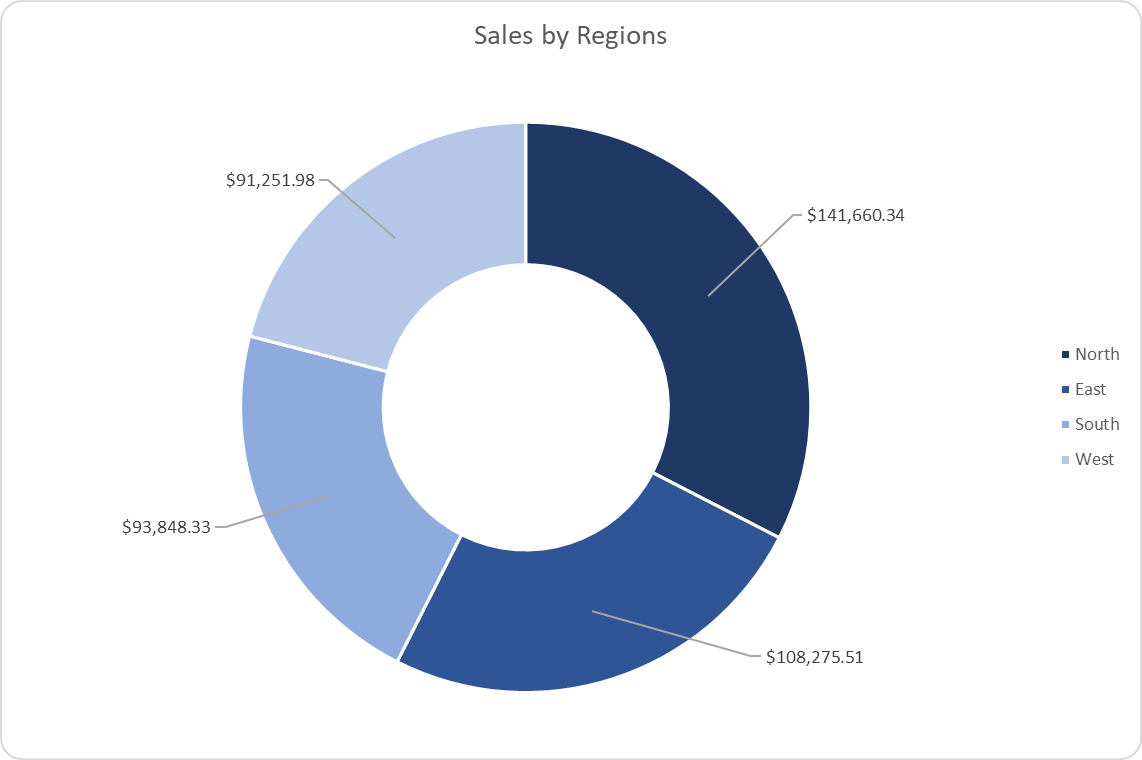 Sales by Regions
$91,251.98
$141,660.34
$93,848.33
$108,275.51
North
East
South
West